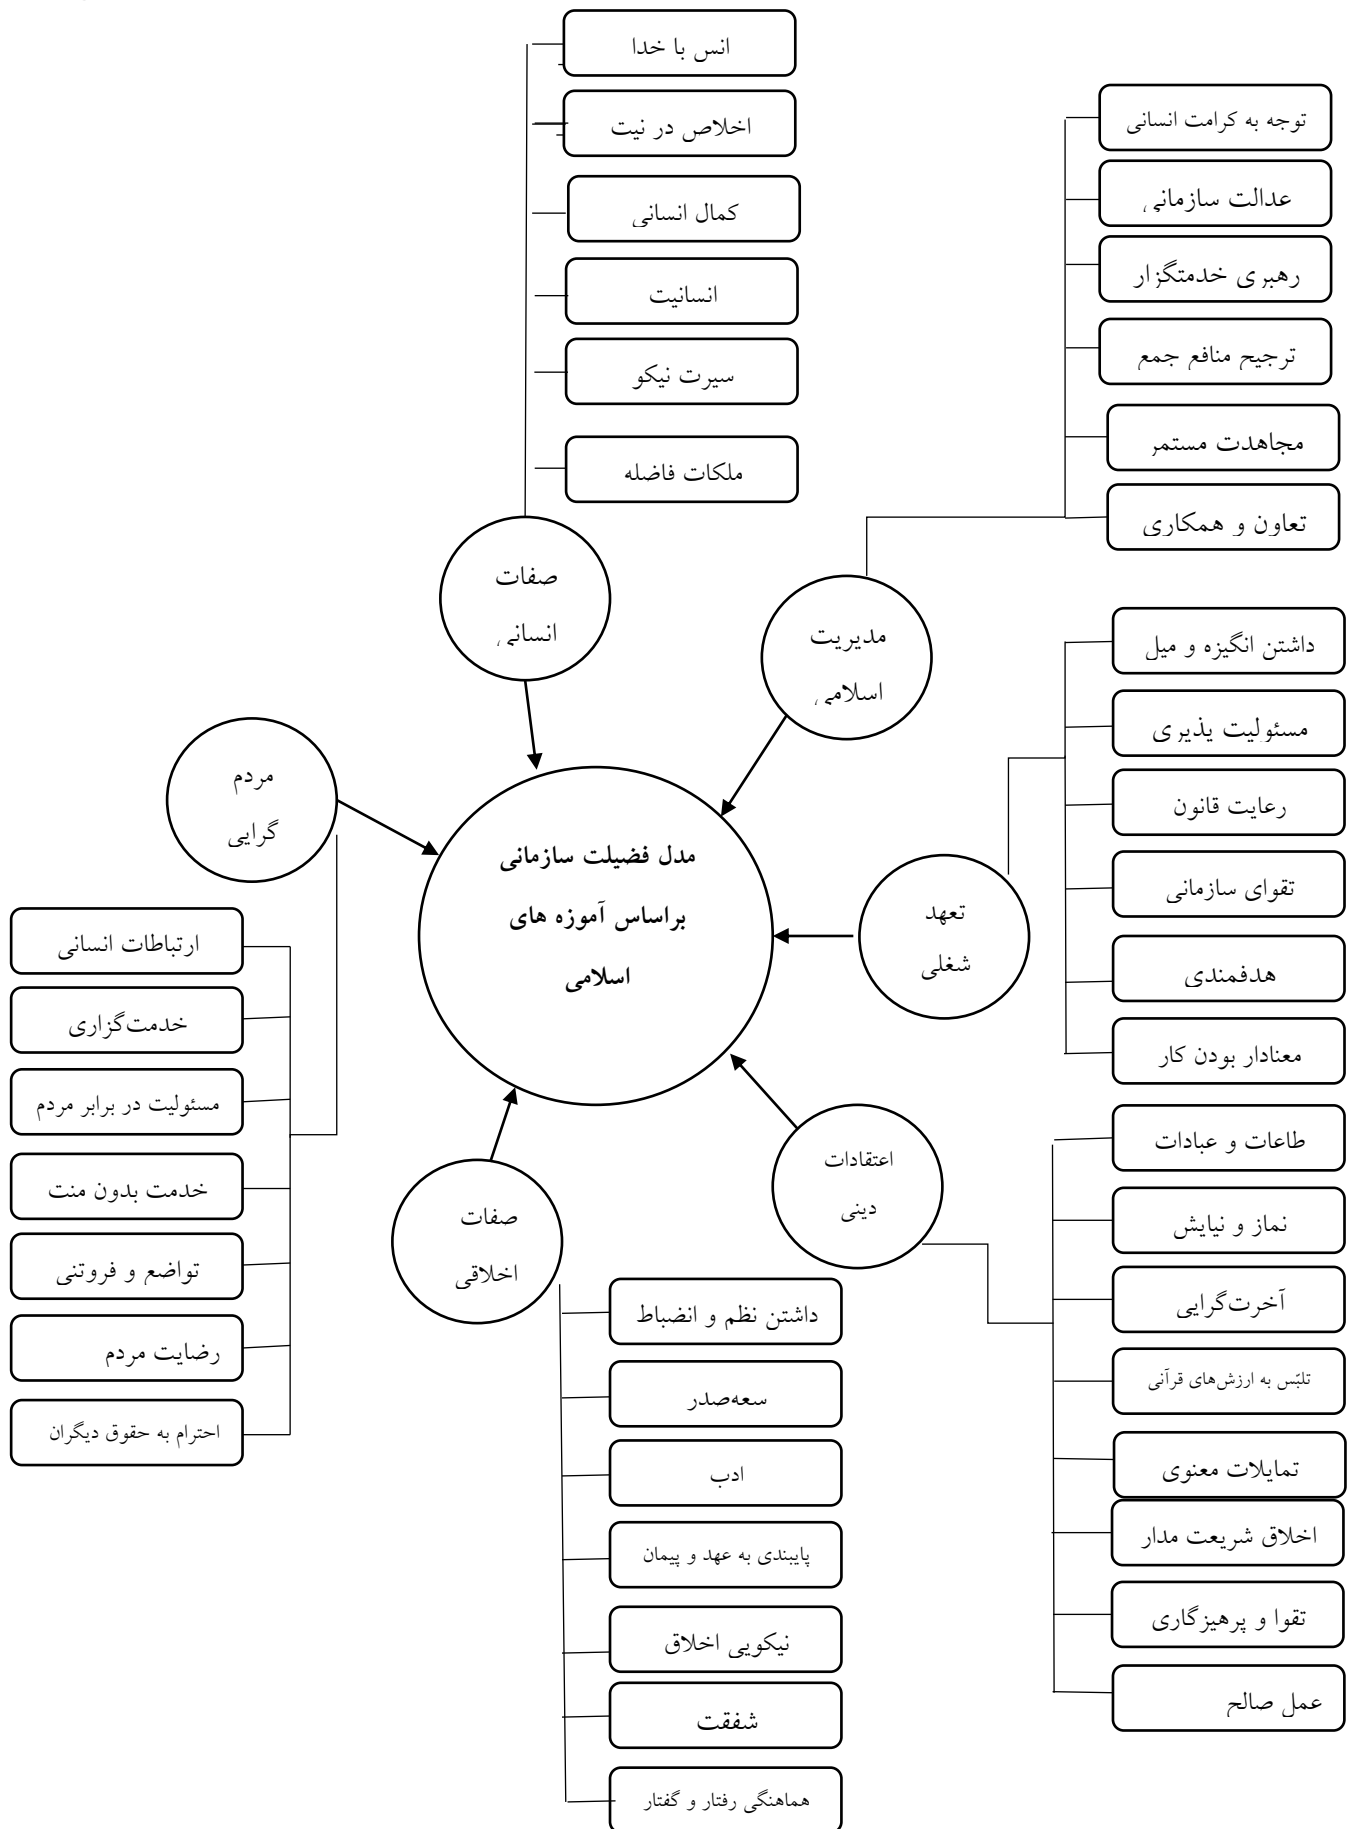 انس با خدا
اخلاص در نیت
کمال انسانی
انسانیت
سیرت نیکو
ملکات فاضله
صفات
انسانی
توجه به کرامت انسانی
عدالت سازمانی
رهبری خدمتگزار
ترجیح منافع جمع
مجاهدت مستمر
تعاون و همکاری
مدیریت
اسلامی
داشتن انگیزه و میل
مسئولیت پذیری
رعایت قانون
تقوای سازمانی
هدفمندی
معنادار بودن کار
تعهد
شغلی
مردم
گرایی
مدل فضیلت سازمانی
براساس آموزه های
اسلامی
ارتباطات انسانی
خدمت‌گزاری
مسئولیت در برابر مردم
خدمت بدون منت
تواضع و فروتنی
رضایت مردم
احترام به حقوق دیگران
صفات
اخلاقی
داشتن نظم و انضباط
سعه‌صدر
ادب
پایبندی به عهد و پیمان
نیکویی اخلاق
شفقت
هماهنگی رفتار و گفتار
اعتقادات
دینی
طاعات و عبادات
نماز و نیایش
آخرت‌گرایی
تلبّس به ارزش‌های قرآنی
تمایلات معنوی
اخلاق شریعت مدار
تقوا و پرهیزگاری
عمل صالح